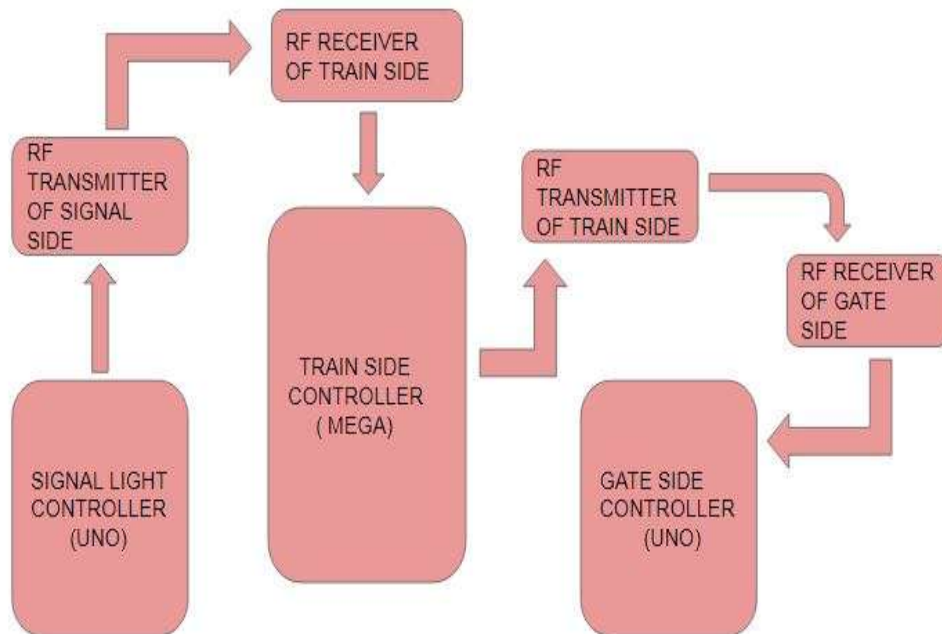 RF RECEIVER
OF TRAIN SIDE
RF
TRANSMITTER
OF SIGNAL
SIDE
RF
TRANSMITTER
OF TRAIN SIDE
RF RECEIVER
OF GATE
SIDE
TRAIN SIDE
CONTROLLER
( MEGA)
SIGNAL LIGHT
CONTROLLER
(UNO)
GATE SIDE
CONTROLLER
(UNO)